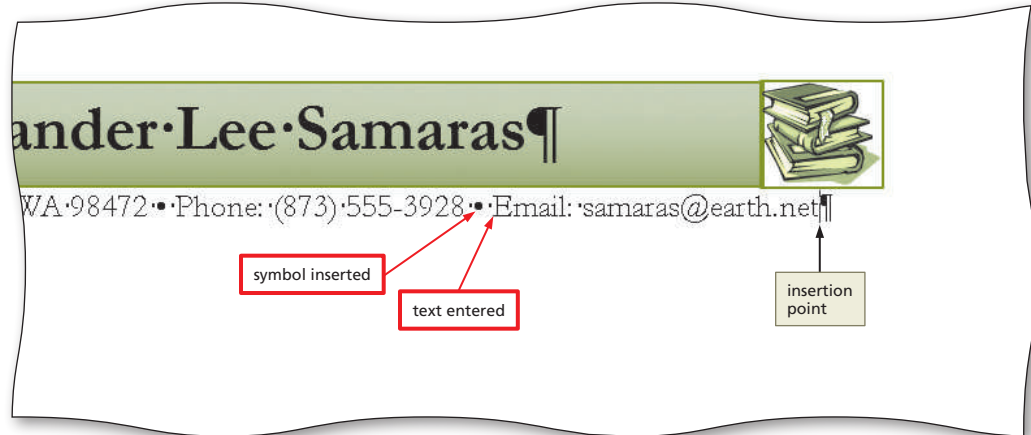 ander·Lee·Samaras¶
WA·98472·•·Phone:·(873)·555-3928·•·Email:·samaras@earth.net¶
symbol inserted
text entered
insertion
point